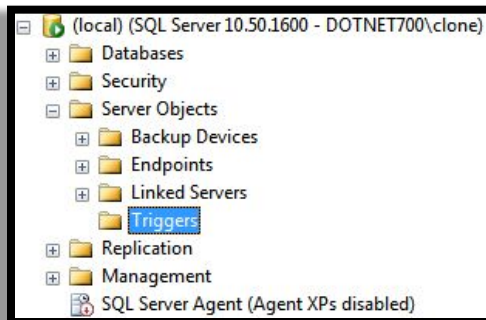 (local) (SQL Server 10.50.1600 - DOTNET700\clone)
Databases
Security
Server Objects
Backup Devices
Endpoints
Linked Servers
Triggers
Replication
Management
SQL Server Agent (Agent XPs disabled)